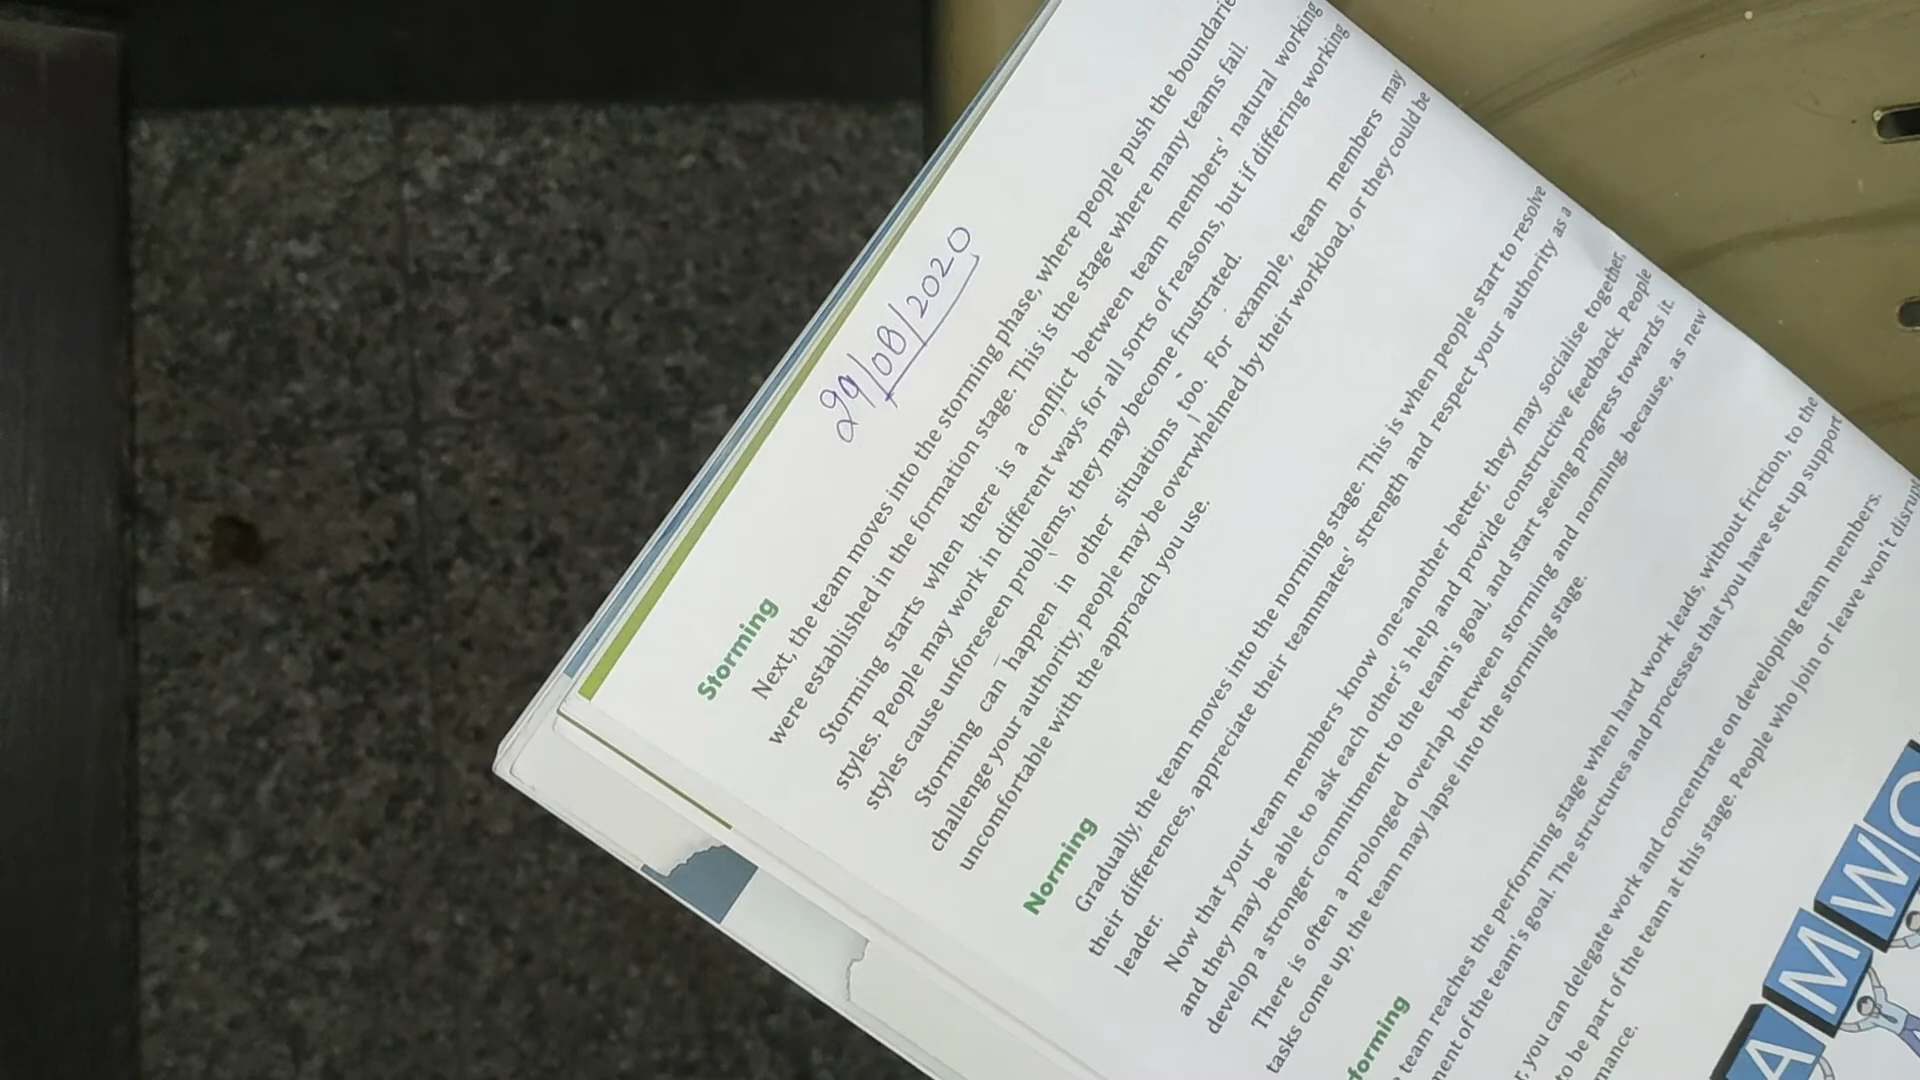 29/08/2020
Storming
Next, the team moves into the storming phase, where people push the
were established in the formation stage. This is the stage where many teams fail.
Storming starts when there is a conflict between team members' natural working
styles. People may work in different ways for all sorts of reasons, but if differing working
styles cause unforeseen problems, they may become frustrated.
Storming can happen in other situations too. For example, team members may
challenge your authority, people may be overwhelmed by their workload, or they could be
uncomfortable with the approach you use.
Norming
Gradually, the team moves into the norming stage. This is when people start to resolve
their differences, appreciate their teammates' strength and respect your authority as a
leader.
Now that your team members know one-another better, they may socialise together,
and they may be able to ask each other's help and provide constructive feedback. People
develop a stronger commitment to the team's goal, and start seeing progress towards it.
There is often a prolonged overlap between storming and norming, because, as new
tasks come up, the team may lapse into the storming stage.
forming
team reaches the performing stage when hard work leads, without friction, to the
ment of the team's goal. The structures and processes that you have set up support
you can delegate work and concentrate on developing team members.
to be part of the team at this stage. People who join or leave won't
mance.
AMW